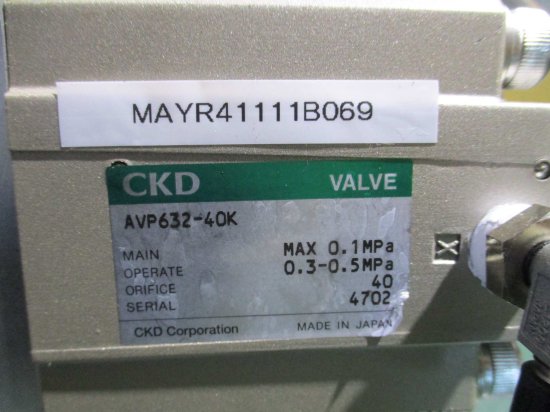 MAYR41111B069
CKD VALVE
AVP632-40K
MAIN MAX 0.1MPa
OPERATE 0.3-0.5MPa
ORIFICE 40
SERIAL 4702
CKD Corporation MADE IN JAPAN
X